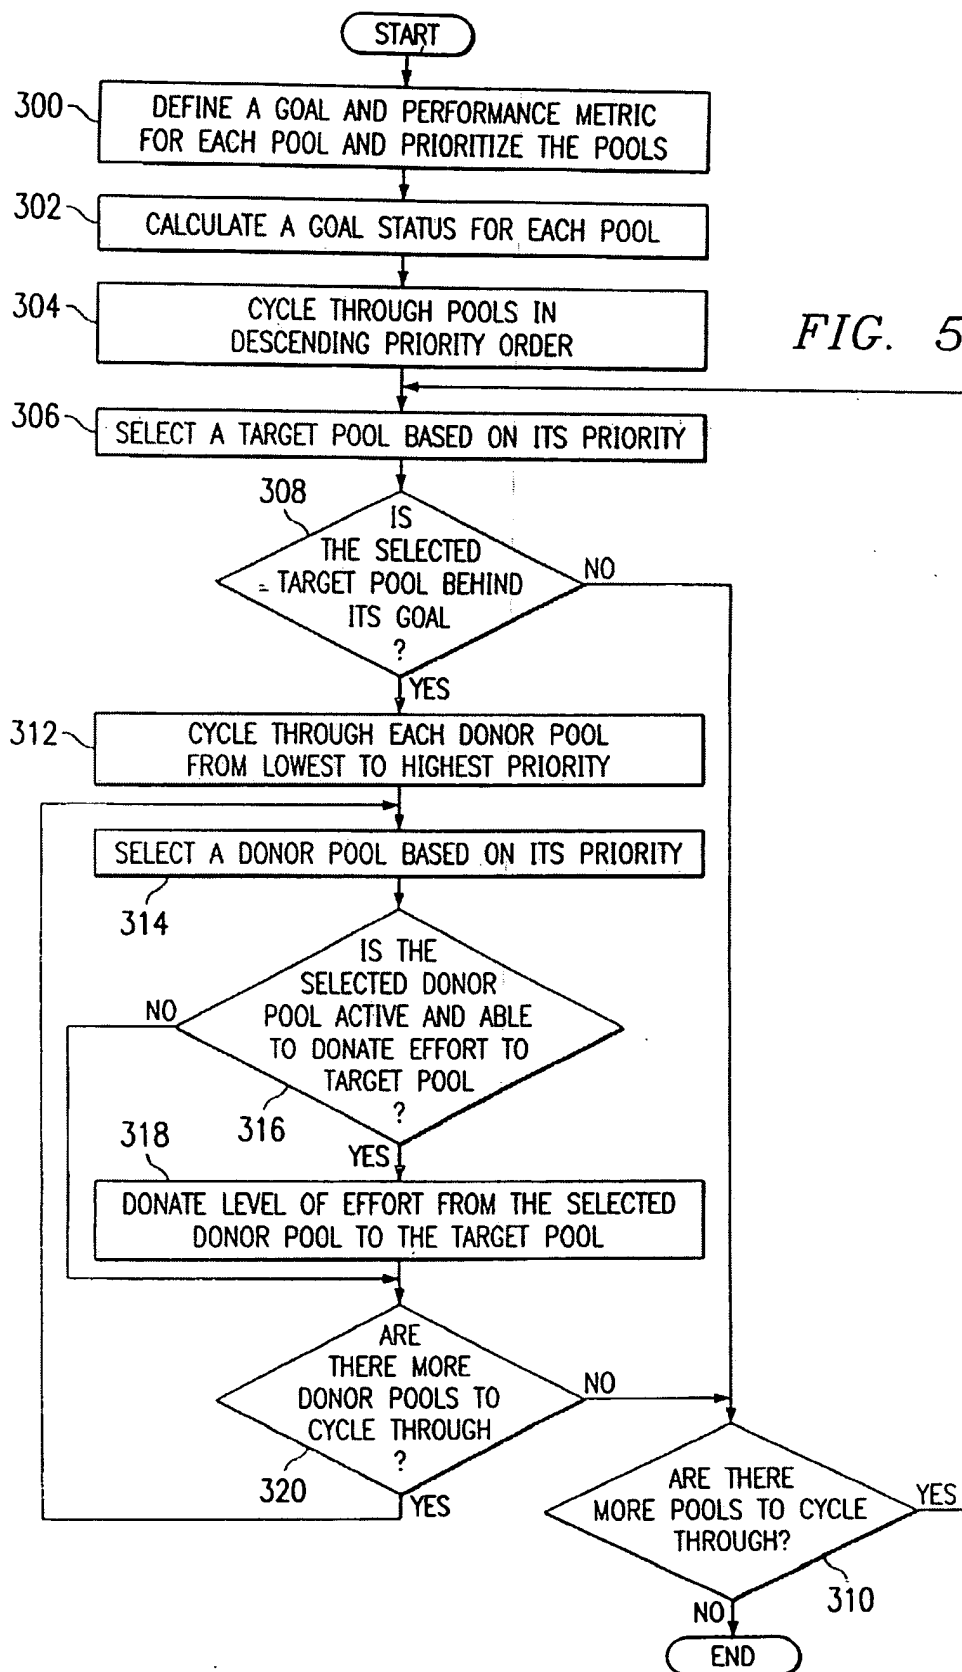 START
300
DEFINE A GOAL AND PERFORMANCE METRIC
FOR EACH POOL AND PRIORITIZE THE POOLS
302
CALCULATE A GOAL STATUS FOR EACH POOL
304
CYCLE THROUGH POOLS IN
DESCENDING PRIORITY ORDER
FIG. 5
306
SELECT A TARGET POOL BASED ON ITS PRIORITY
308
IS
THE SELECTED
TARGET POOL BEHIND
ITS GOAL
?
NO
YES
312
CYCLE THROUGH EACH DONOR POOL
FROM LOWEST TO HIGHEST PRIORITY
SELECT A DONOR POOL BASED ON ITS PRIORITY
314
IS THE
SELECTED DONOR
POOL ACTIVE AND ABLE
TO DONATE EFFORT TO
TARGET POOL
?
NO
316
YES
318
DONATE LEVEL OF EFFORT FROM THE SELECTED
DONOR POOL TO THE TARGET POOL
ARE
THERE MORE
DONOR POOLS TO
CYCLE THROUGH
?
NO
320
YES
ARE THERE
MORE POOLS TO CYCLE
THROUGH?
YES
310
NO
END